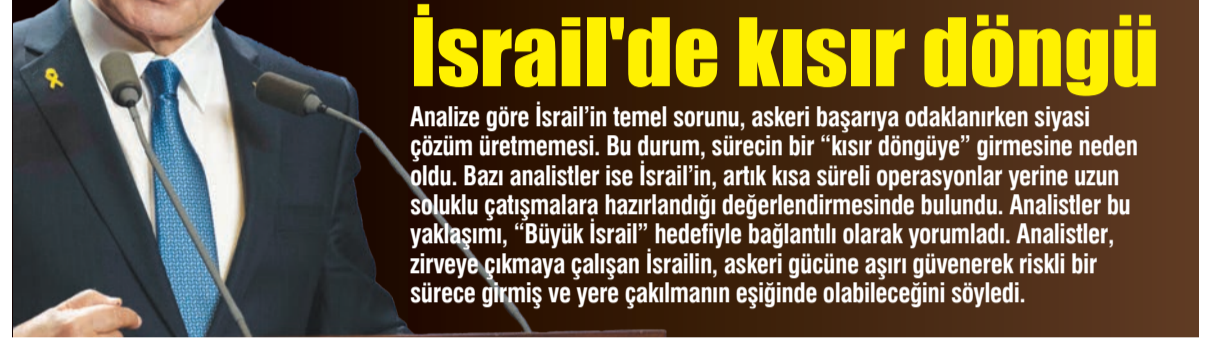 İsrail'de kısır döngü
Analize göre İsrail’in temel sorunu, askeri başarıya odaklanırken siyasi
çözüm üretmemesi. Bu durum, sürecin bir “kısır döngüye” girmesine neden
oldu. Bazı analistler ise İsrail’in, artık kısa süreli operasyonlar yerine uzun
soluklu çatışmalara hazırlandığı değerlendirmesinde bulundu. Analistler bu
yaklaşımı, “Büyük İsrail” hedefiyle bağlantılı olarak yorumladı. Analistler,
zirveye çıkmaya çalışan İsrailin, askeri gücüne aşırı güvenerek riskli bir
sürece girmiş ve yere çakılmanın eşiğinde olabileceğini söyledi.